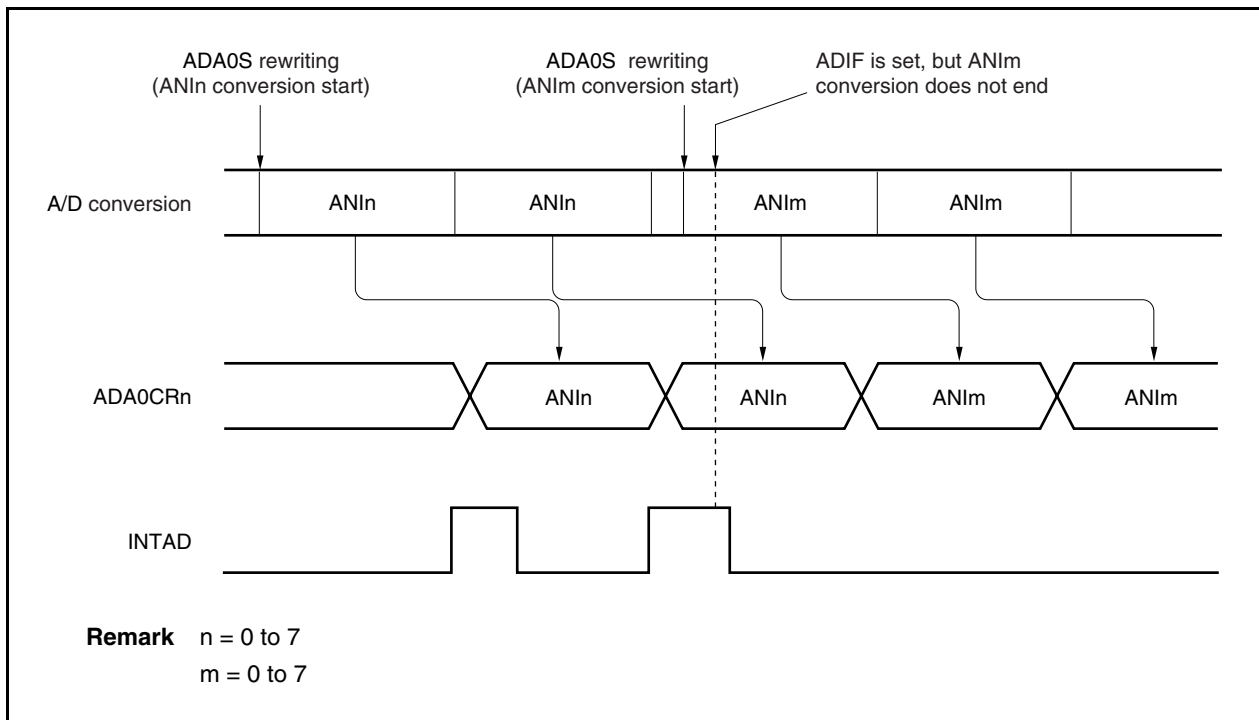 ADA0S rewriting
(ANIn conversion start)
ADA0S rewriting
(ANIm conversion start)
ADIF is set, but ANIm
conversion does not end
A/D conversion
ANIn
ANIn
ANIm
ANIm
ADA0CRn
ANIn
ANIn
ANIm
ANIm
INTAD
Remark n = 0 to 7
m = 0 to 7